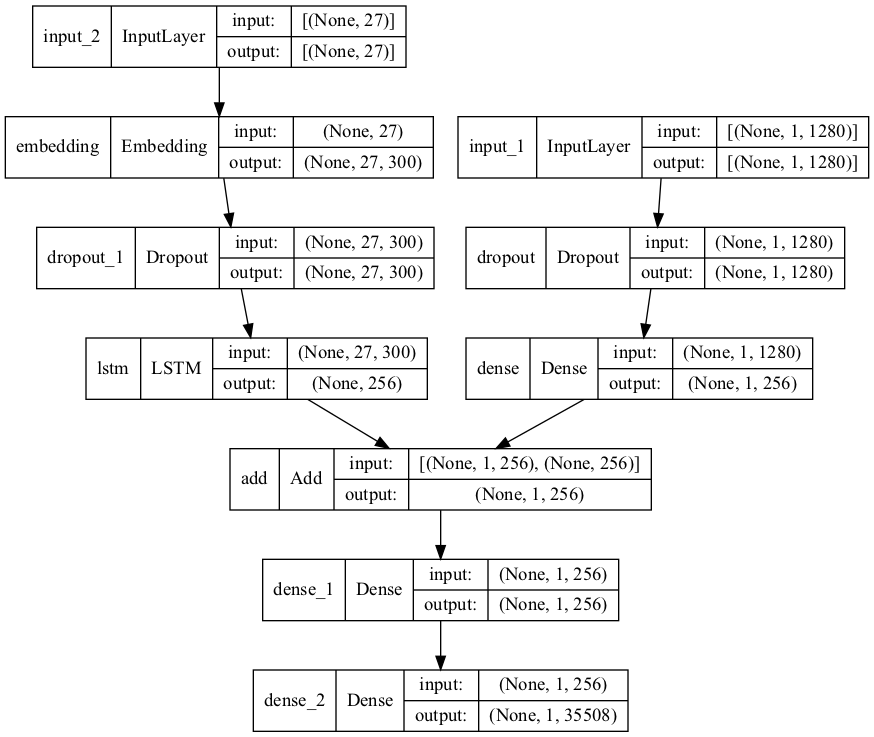 input_2 InputLayer input: [(None, 27)]
output: [(None, 27)]
embedding Embedding input: (None, 27)
output: (None, 27, 300)
input_1 InputLayer input: [(None, 1, 1280)]
output: [(None, 1, 1280)]
dropout_1 Dropout input: (None, 27, 300)
output: (None, 27, 300)
dropout Dropout input: (None, 1, 1280)
output: (None, 1, 1280)
lstm LSTM input: (None, 27, 300)
output: (None, 256)
dense Dense input: (None, 1, 1280)
output: (None, 1, 256)
add Add input: [(None, 1, 256), (None, 256)]
output: (None, 1, 256)
dense_1 Dense input: (None, 1, 256)
output: (None, 1, 256)
dense_2 Dense input: (None, 1, 256)
output: (None, 1, 35508)